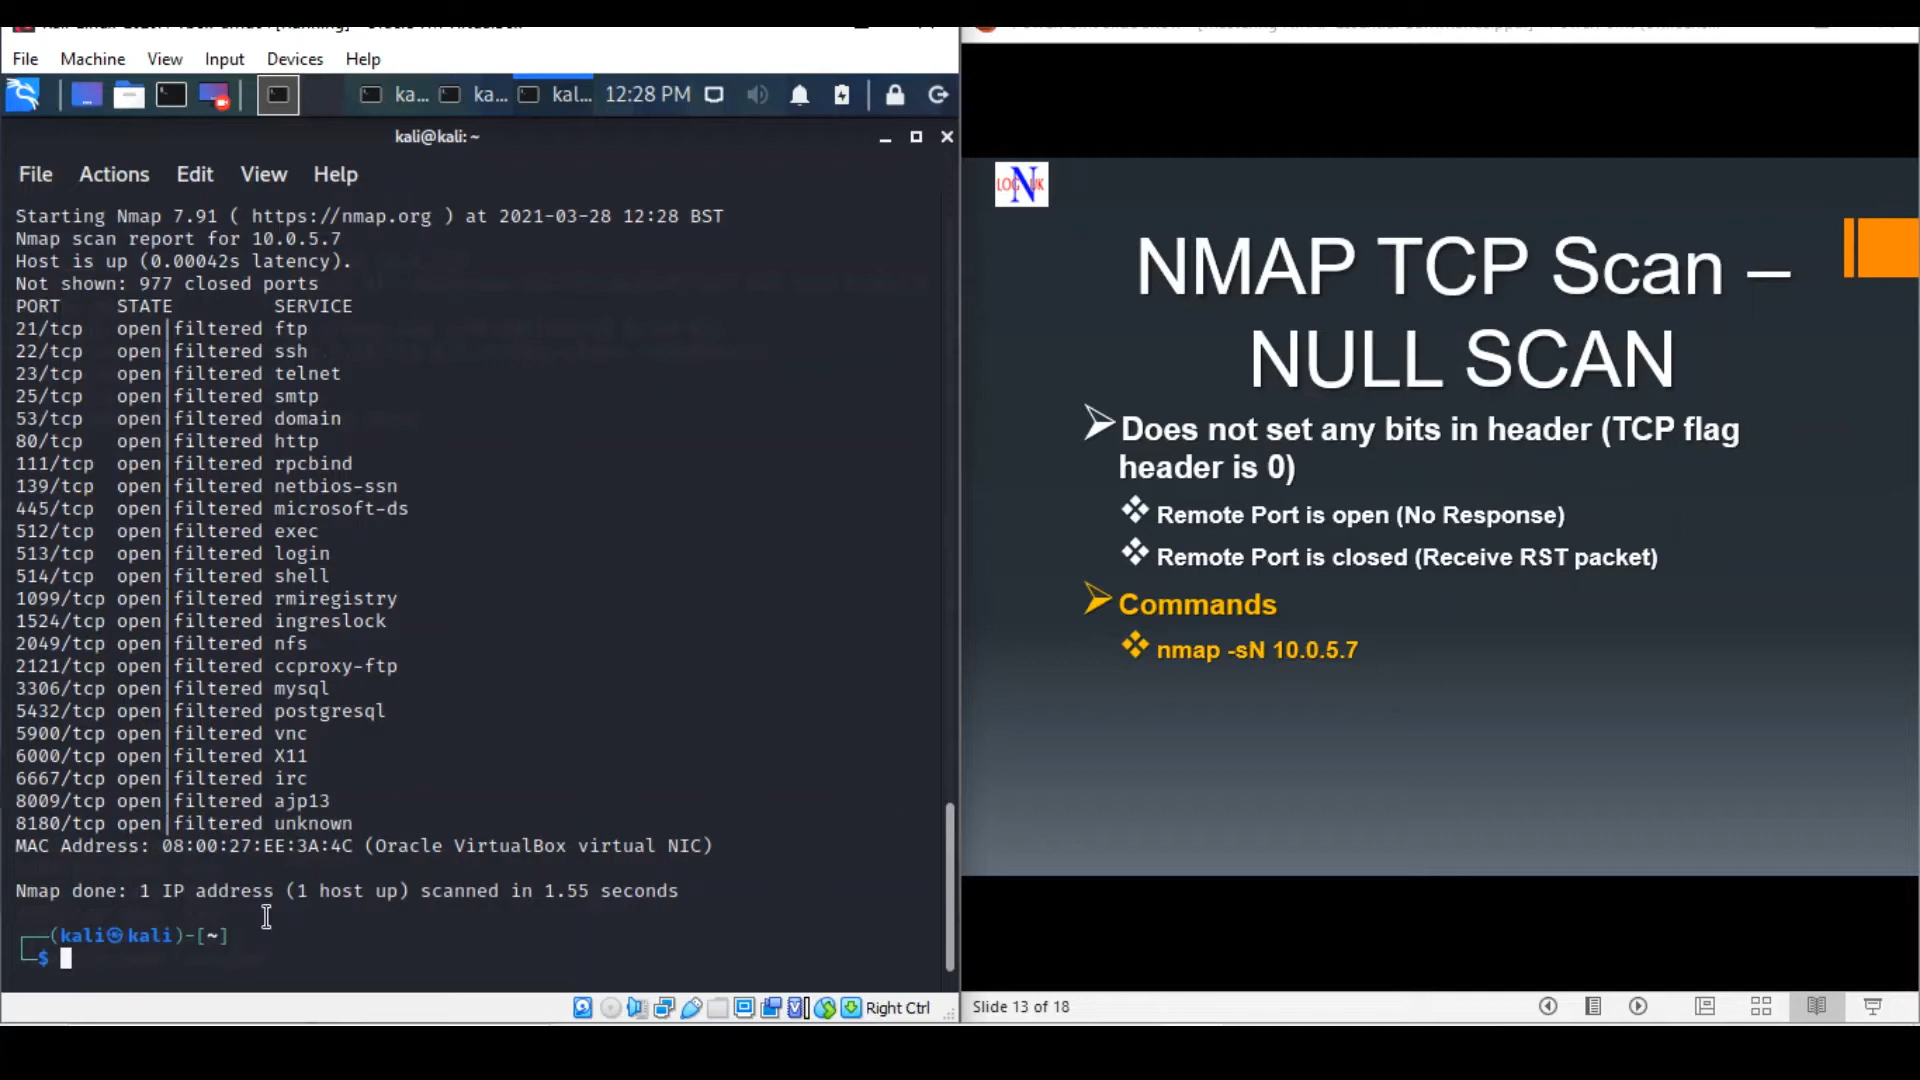 File Machine View Input Devices Help
ka... ka... kal... 12:28 PM
kali@kali: ~
File Actions Edit View Help
Starting Nmap 7.91 ( https://nmap.org ) at 2021-03-28 12:28 BST
Nmap scan report for 10.0.5.7
Host is up (0.00042s latency).
Not shown: 977 closed ports
PORT STATE SERVICE
21/tcp open|filtered ftp
22/tcp open|filtered ssh
23/tcp open|filtered telnet
25/tcp open|filtered smtp
53/tcp open|filtered domain
80/tcp open|filtered http
111/tcp open|filtered rpcbind
139/tcp open|filtered netbios-ssn
445/tcp open|filtered microsoft-ds
512/tcp open|filtered exec
513/tcp open|filtered login
514/tcp open|filtered shell
1099/tcp open|filtered rmiregistry
1524/tcp open|filtered ingreslock
2049/tcp open|filtered nfs
2121/tcp open|filtered ccproxy-ftp
3306/tcp open|filtered mysql
5432/tcp open|filtered postgresql
5900/tcp open|filtered vnc
6000/tcp open|filtered X11
6667/tcp open|filtered irc
8009/tcp open|filtered ajp13
8180/tcp open|filtered unknown
MAC Address: 08:00:27:EE:3A:4C (Oracle VirtualBox virtual NIC)
Nmap done: 1 IP address (1 host up) scanned in 1.55 seconds
(kali㉿kali)-[~]
$
Right Ctrl
NMAP TCP Scan –
NULL SCAN
Does not set any bits in header (TCP flag
header is 0)
Remote Port is open (No Response)
Remote Port is closed (Receive RST packet)
Commands
nmap -sN 10.0.5.7
Slide 13 of 18